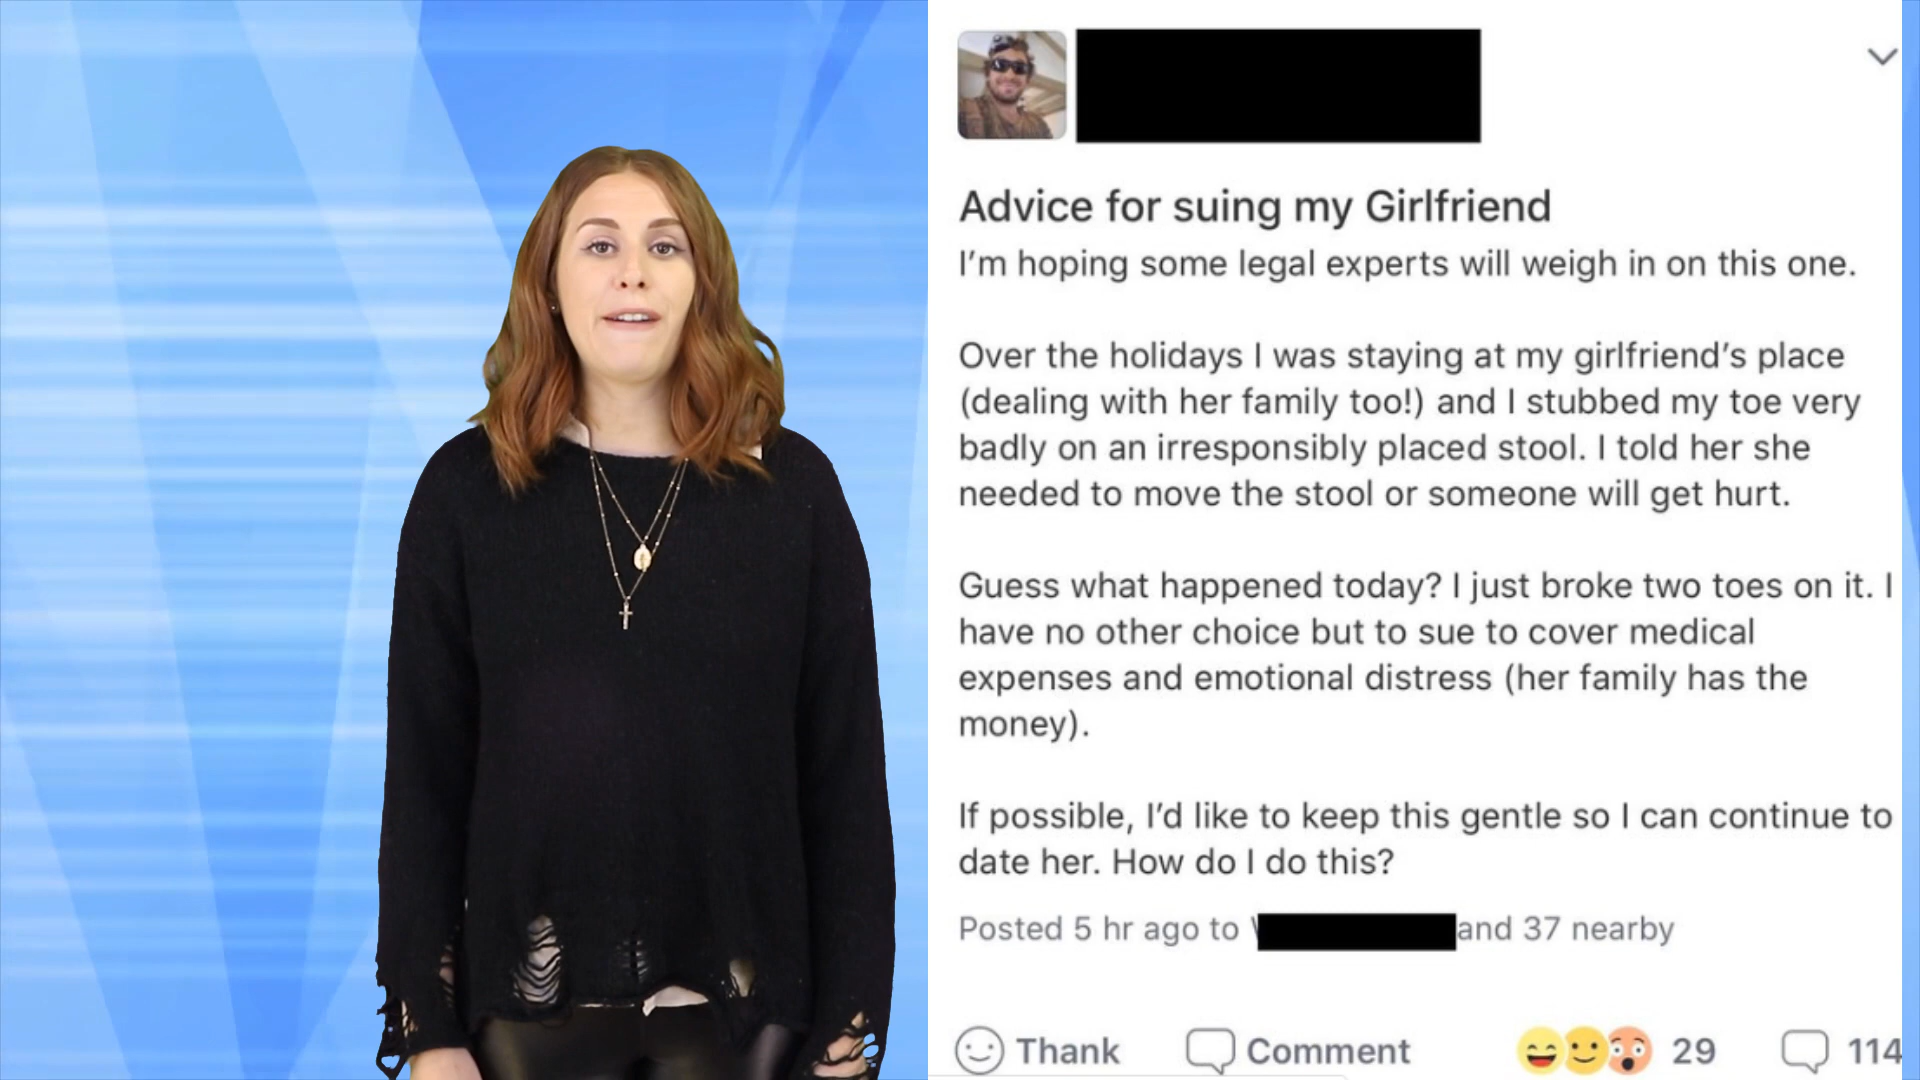 Advice for suing my Girlfriend
I'm hoping some legal experts will weigh in on this one.
Over the holidays I was staying at my girlfriend's place
(dealing with her family too!) and I stubbed my toe very
badly on an irresponsibly placed stool. I told her she
needed to move the stool or someone will get hurt.
Guess what happened today? I just broke two toes on it. I
have no other choice but to sue to cover medical
expenses and emotional distress (her family has the
money).
If possible, I'd like to keep this gentle so I can continue to
date her. How do I do this?
Posted 5 hr ago to and 37 nearby
Thank Comment 29 114